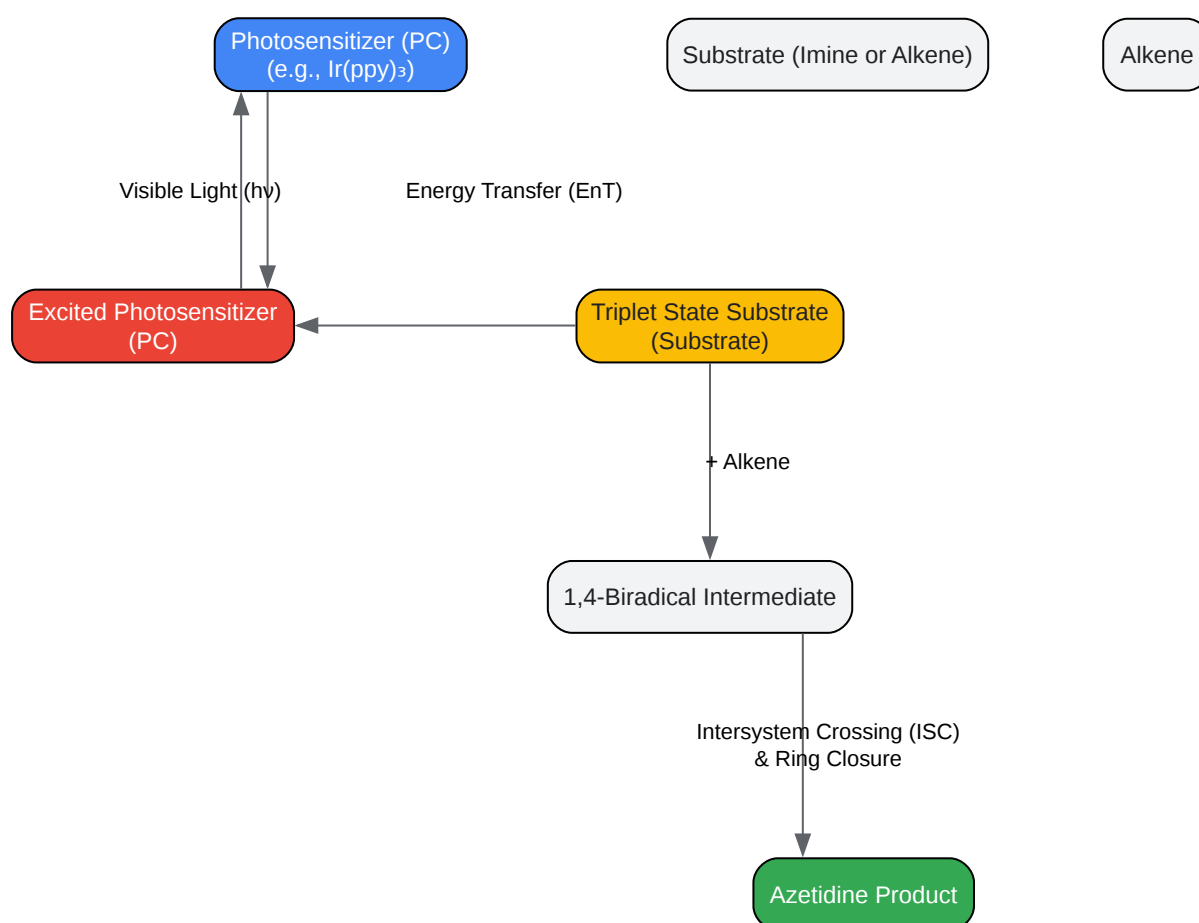 Photosensitizer (PC)
(e.g., Ir(ppy)₃)
Substrate (Imine or Alkene)
Alkene
Visible Light (hν)
Energy Transfer (EnT)
Excited Photosensitizer
(PC)
Triplet State Substrate
(Substrate)
+ Alkene
1,4-Biradical Intermediate
Intersystem Crossing (ISC)
& Ring Closure
Azetidine Product